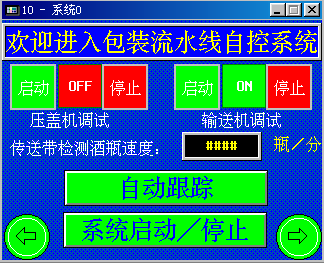 10 - 系统0
欢迎进入包装流水线自控系统
启动 OFF 停止 启动 ON 停止
压盖机调试 输送机调试
传送带检测酒瓶速度： #### 瓶／分
自动跟踪
系统启动／停止